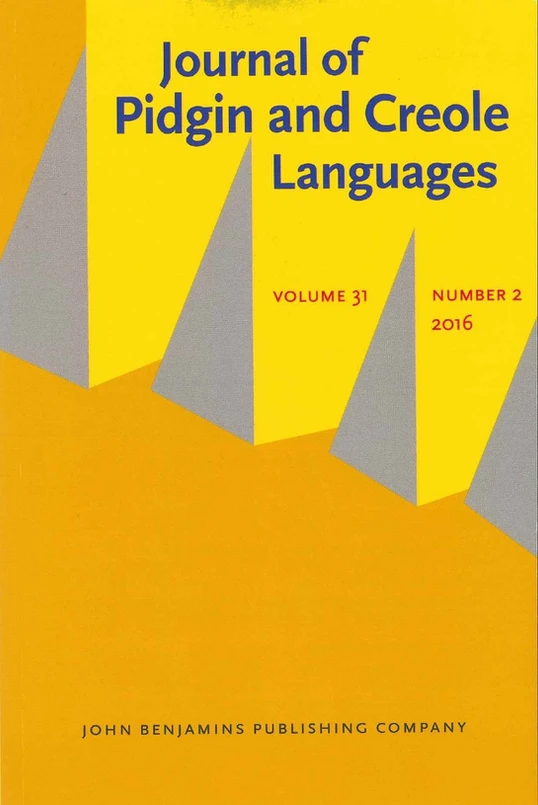 Journal of
Pidgin and Creole
Languages
VOLUME 31 NUMBER 2
2016
JOHN BENJAMINS PUBLISHING COMPANY